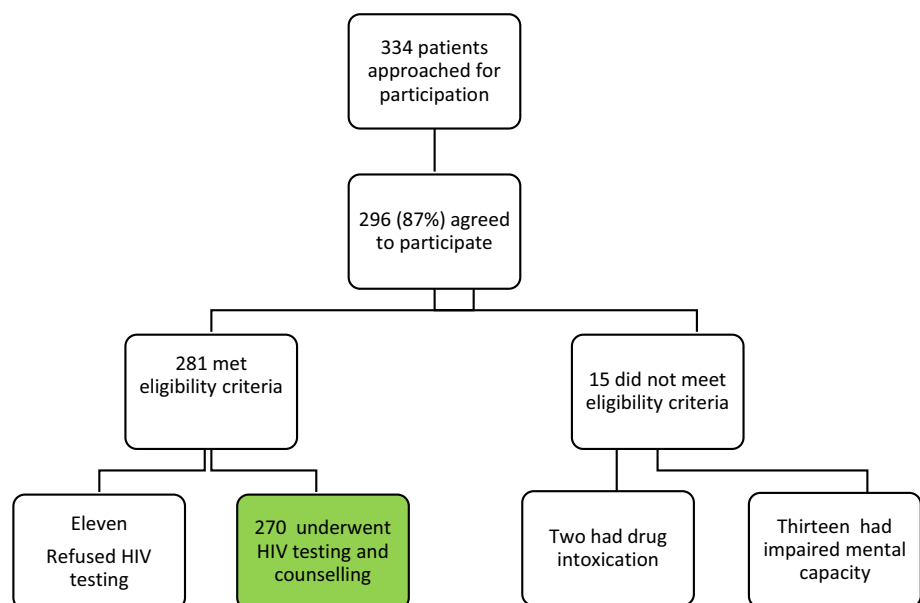 334 patients
approached for
participation
296 (87%) agreed
to participate
281 met
eligibility criteria
15 did not meet
eligibility criteria
Eleven
Refused HIV
testing
270 underwent
HIV testing and
counselling
Two had drug
intoxication
Thirteen had
impaired mental
capacity